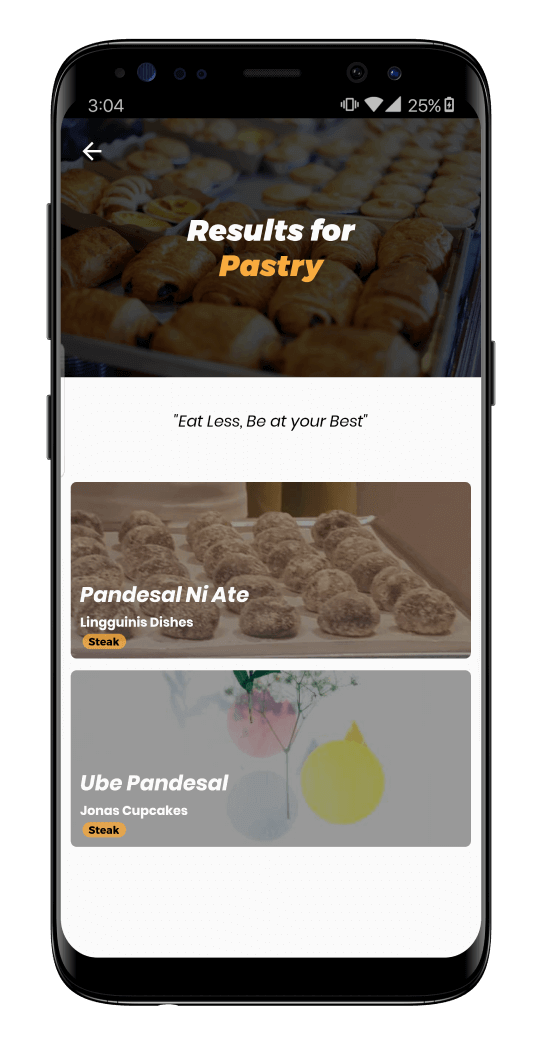 3:04
25%
Results for
Pastry
"Eat Less, Be at your Best"
Pandesal Ni Ate
Lingguinis Dishes
Steak
Ube Pandesal
Jonas Cupcakes
Steak